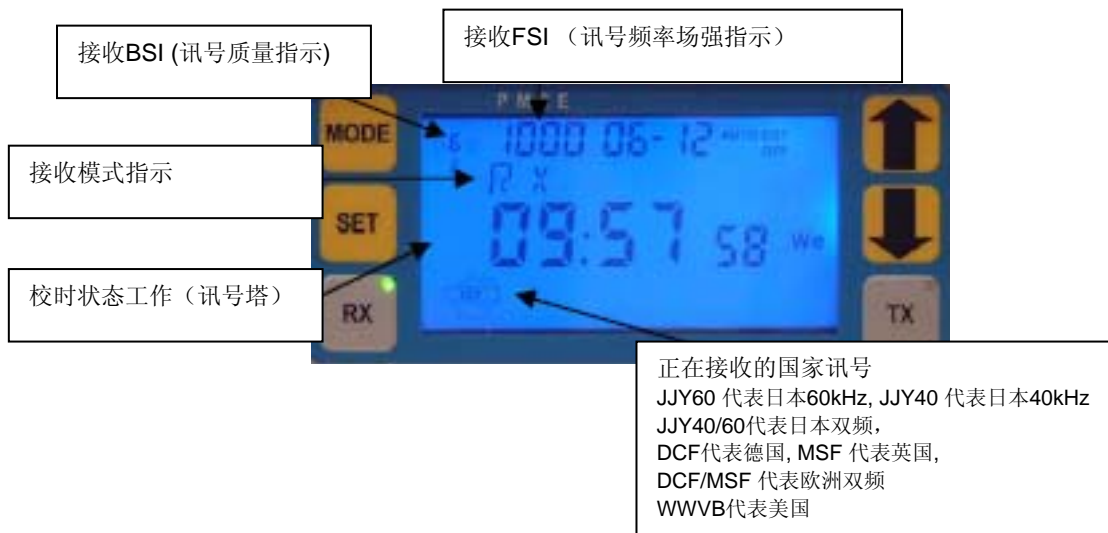 接收BSI (讯号质量指示)
接收FSI （讯号频率场强指示）
MODE
1000 06-12
接收模式指示
RX
SET
09:57 58 We
校时状态工作（讯号塔）
RX
TX
正在接收的国家讯号
JJY60 代表日本60kHz, JJY40 代表日本40kHz
JJY40/60代表日本双频，
DCF代表德国, MSF 代表英国,
DCF/MSF 代表欧洲双频
WWVB代表美国